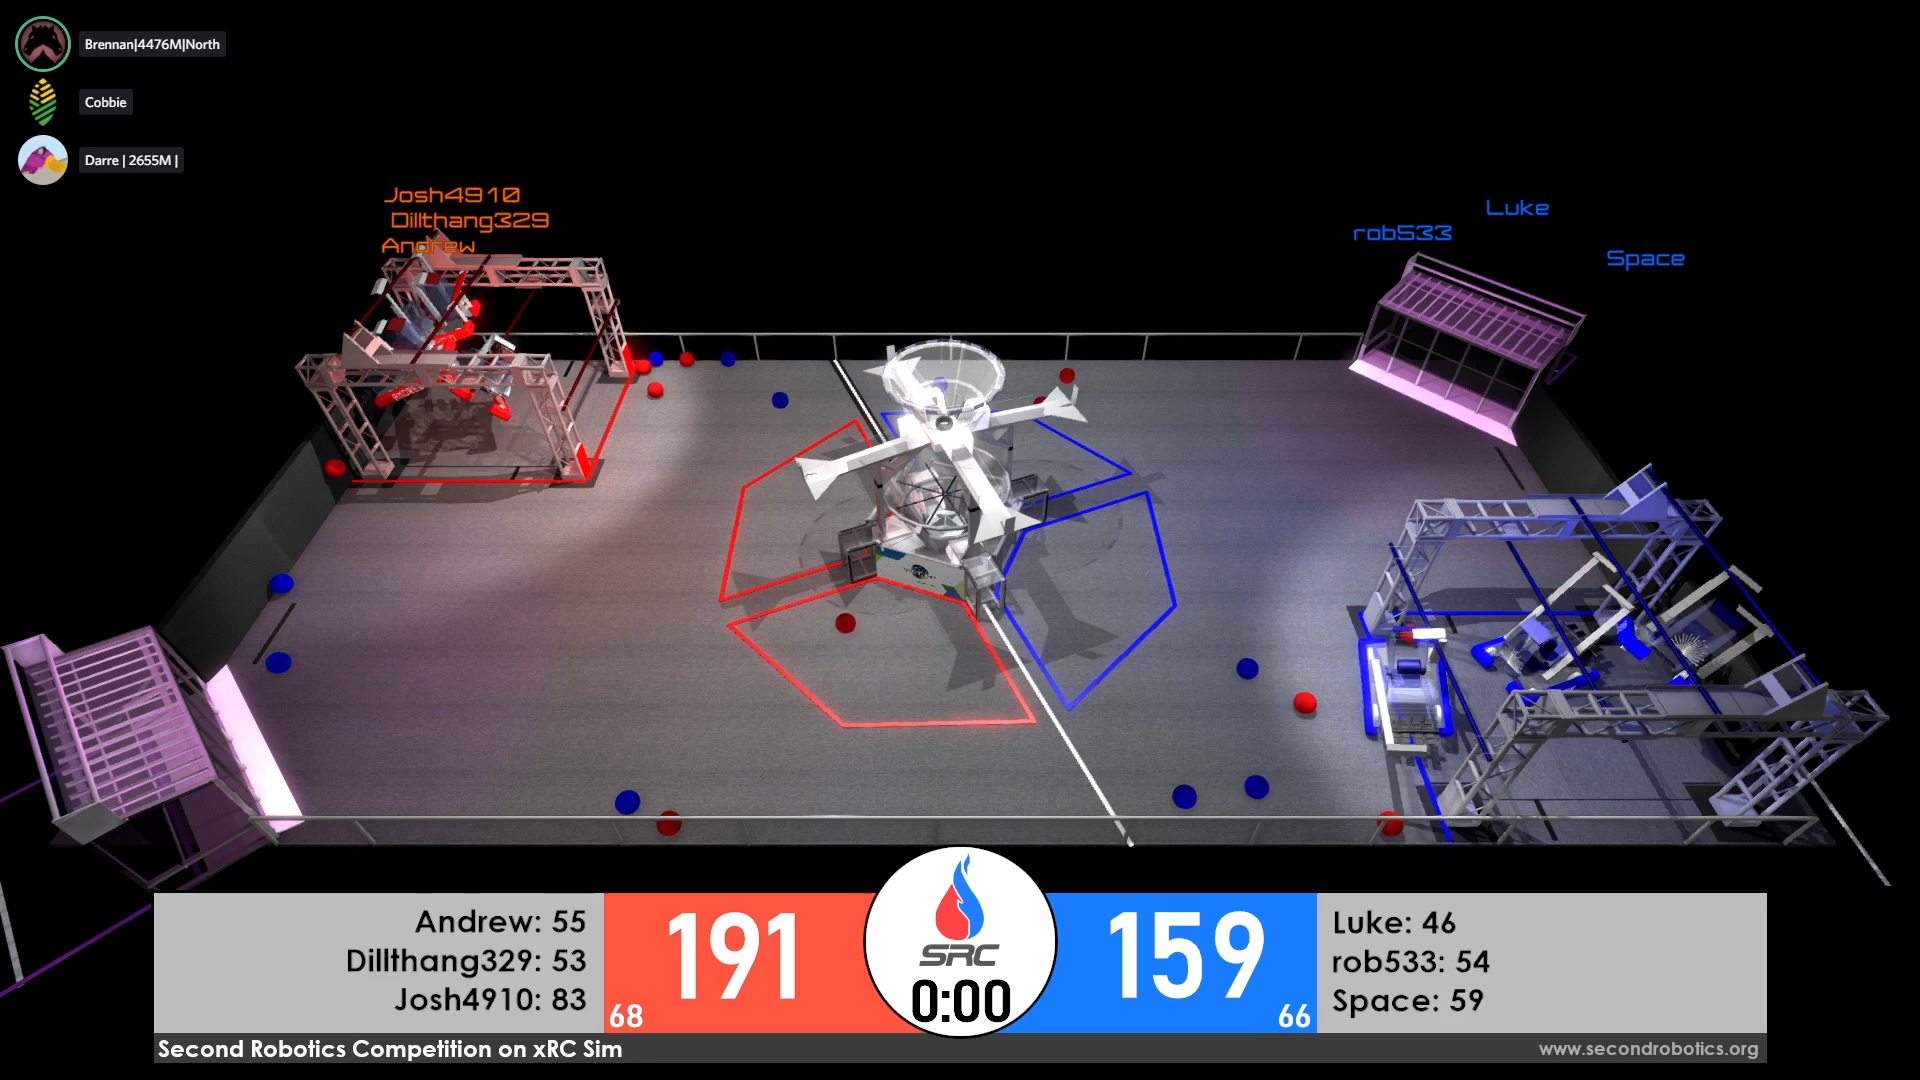 Brennan|4476M|North
Cobbie
Darre | 2655M |
Josh4910
Dillthang329
Andrew
Luke
rob533
Space
Andrew: 55
Dillthang329: 53
Josh4910: 83
68
191
SRC
0:00
159
66
Luke: 46
rob533: 54
Space: 59
Second Robotics Competition on xRC Sim
www.secondrobotics.org